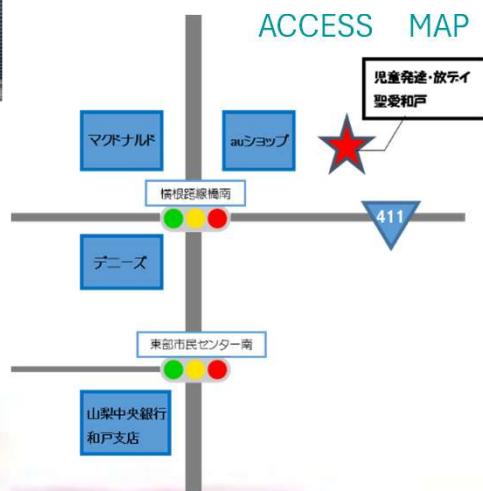 ACCESS MAP
児童発達・放デイ
聖愛和戸
マクドナルド
auショップ
横根跨線橋南
411
デニーズ
東部市民センター南
山梨中央銀行
和戸支店